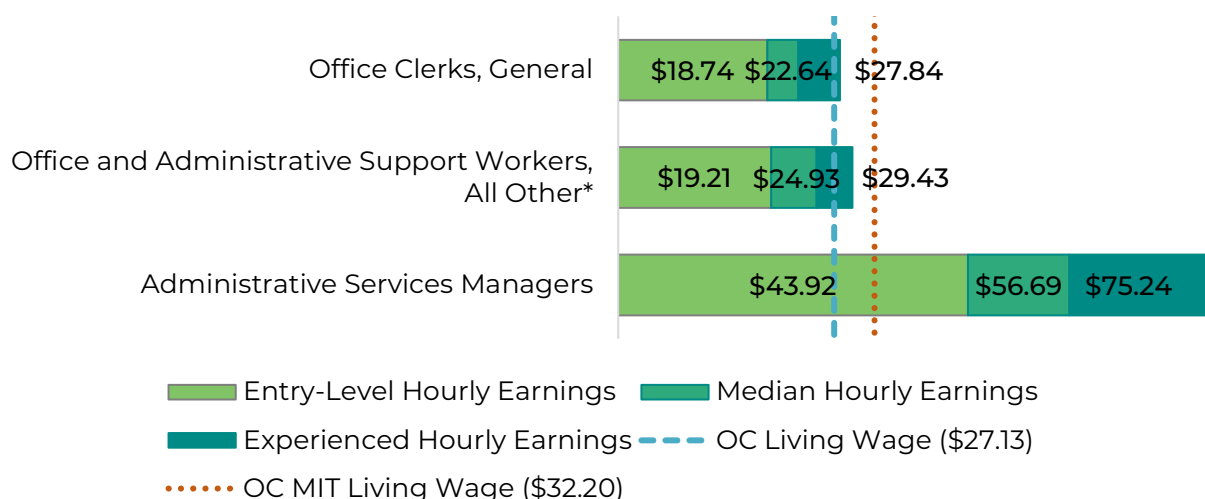 Office Clerks, General
$18.74 $22.64 $27.84
Office and Administrative Support Workers,
All Other*
$19.21 $24.93 $29.43
Administrative Services Managers
$43.92 $56.69 $75.24
Entry-Level Hourly Earnings Median Hourly Earnings
Experienced Hourly Earnings OC Living Wage ($27.13)
OC MIT Living Wage ($32.20)